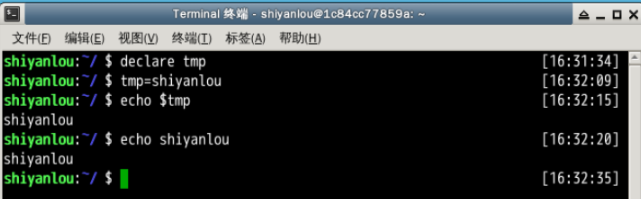 Terminal 终端 - shiyanlou@1c84cc77859a: ~
文件(F) 编辑(E) 视图(V) 终端(T) 标签(A) 帮助(H)
shiyanlou:~/ $ declare tmp [16:31:34]
shiyanlou:~/ $ tmp=shiyanlou [16:32:09]
shiyanlou:~/ $ echo $tmp [16:32:15]
shiyanlou
shiyanlou:~/ $ echo shiyanlou [16:32:20]
shiyanlou
shiyanlou:~/ $ [16:32:35]